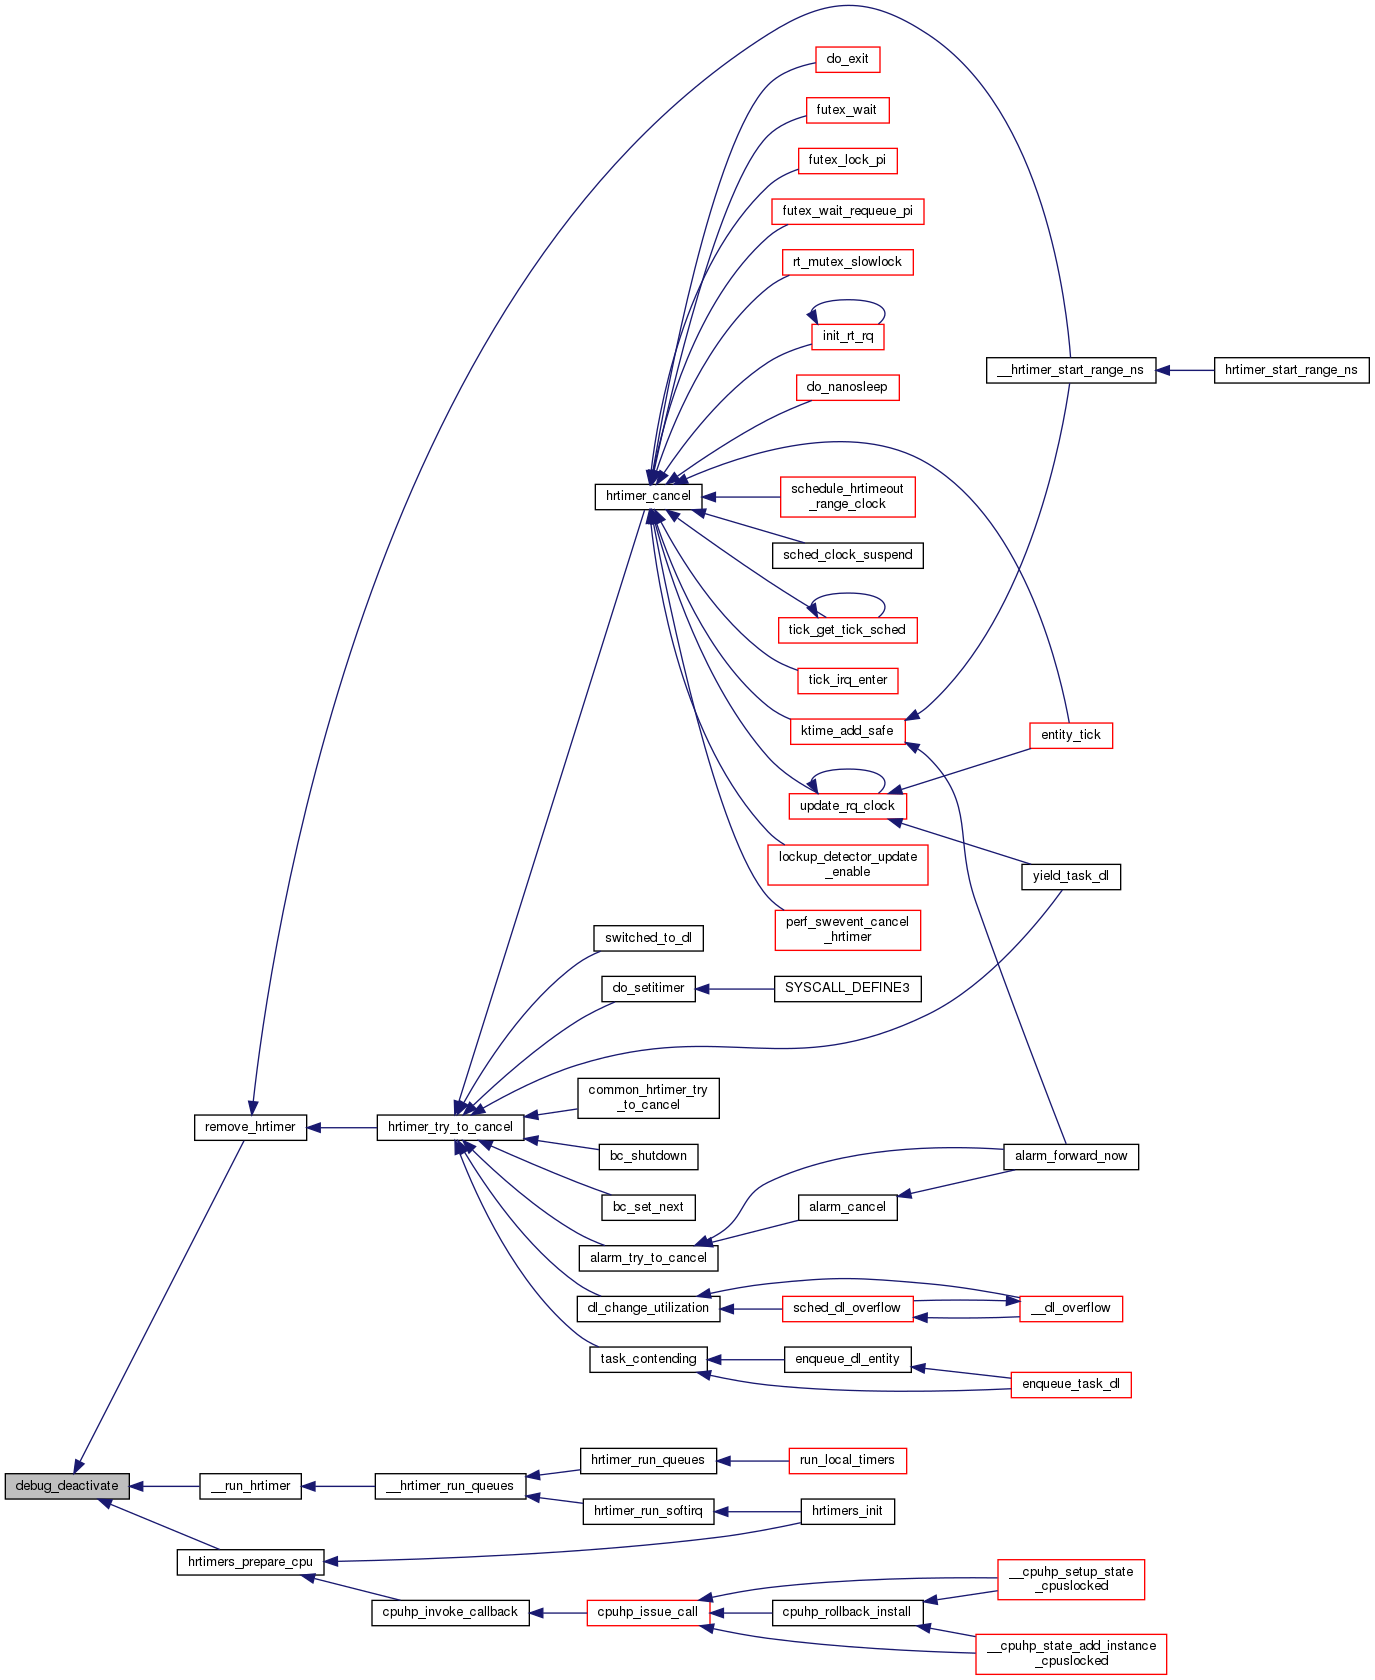 do_exit
futex_wait
futex_lock_pi
futex_wait_requeue_pi
rt_mutex_slowlock
init_rt_rq
__hrtimer_start_range_ns
hrtimer_start_range_ns
do_nanosleep
hrtimer_cancel
schedule_hrtimeout
_range_clock
sched_clock_suspend
tick_get_tick_sched
tick_irq_enter
ktime_add_safe
entity_tick
update_rq_clock
lockup_detector_update
_enable
yield_task_dl
perf_swevent_cancel
_hrtimer
switched_to_dl
do_setitimer
SYSCALL_DEFINE3
common_hrtimer_try
_to_cancel
remove_hrtimer
hrtimer_try_to_cancel
bc_shutdown
alarm_forward_now
bc_set_next
alarm_cancel
alarm_try_to_cancel
dl_change_utilization
sched_dl_overflow
__dl_overflow
task_contending
enqueue_dl_entity
enqueue_task_dl
hrtimer_run_queues
run_local_timers
debug_deactivate
__run_hrtimer
__hrtimer_run_queues
hrtimer_run_softirq
hrtimers_init
hrtimers_prepare_cpu
__cpuhp_setup_state
_cpuslocked
cpuhp_invoke_callback
cpuhp_issue_call
cpuhp_rollback_install
__cpuhp_state_add_instance
_cpuslocked